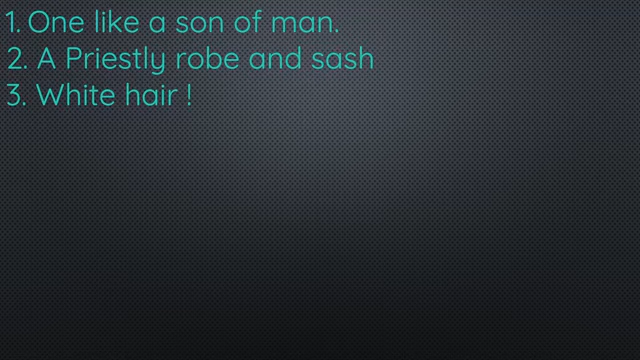 1. One like a son of man.
2. A Priestly robe and sash
3. White hair !